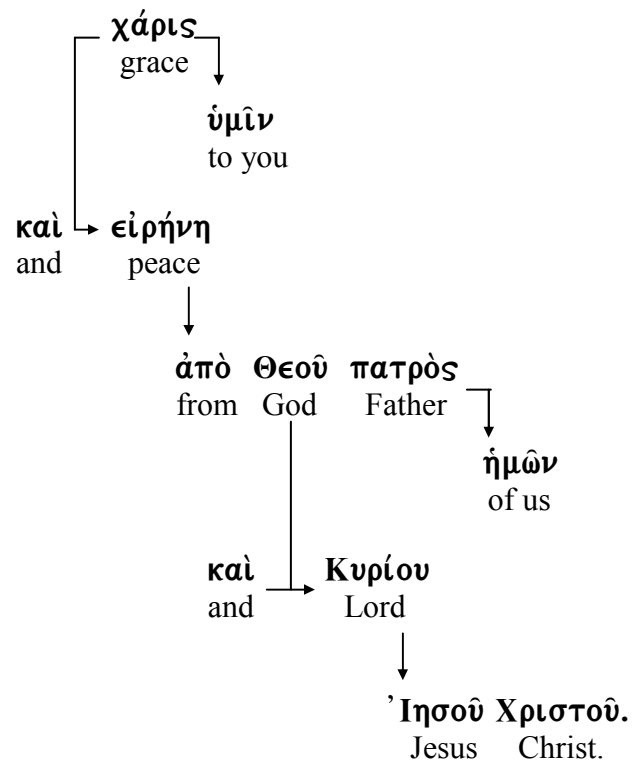 χάρις
grace
ὑμῖν
to you
καὶ εἰρήνη
and peace
ἀπὸ Θεοῦ πατρὸς
from God Father
ἡμῶν
of us
καὶ Κυρίου
and Lord
Ἰησοῦ Χριστοῦ.
Jesus Christ.